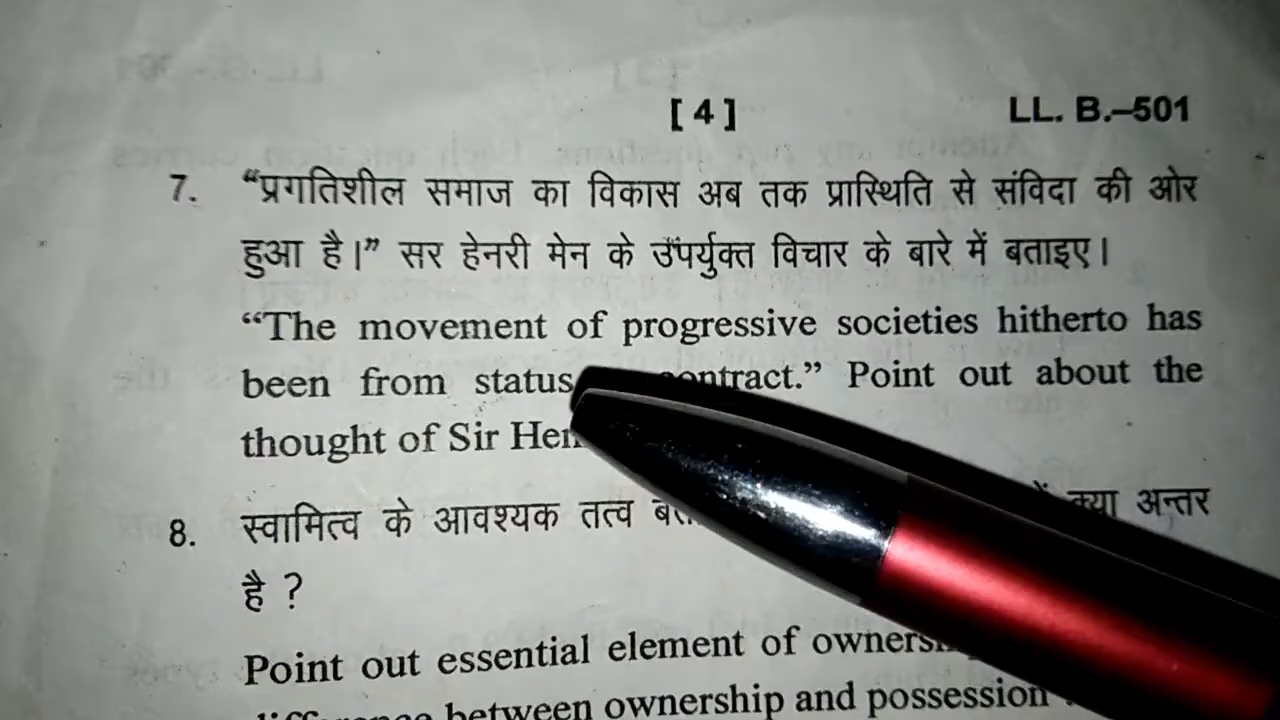 [ 4 ] LL. B.–501
7. “प्रगतिशील समाज का विकास अब तक प्रास्थिति से संविदा की ओर
हुआ है।” सर हेनरी मेन के उपर्युक्त विचार के बारे में बताइए।
“The movement of progressive societies hitherto has
been from status contract.” Point out about the
thought of Sir
8. स्वामित्व के आवश्यक तत्व क्या अन्तर
है ?
Point out essential element of
difference between ownership and possession